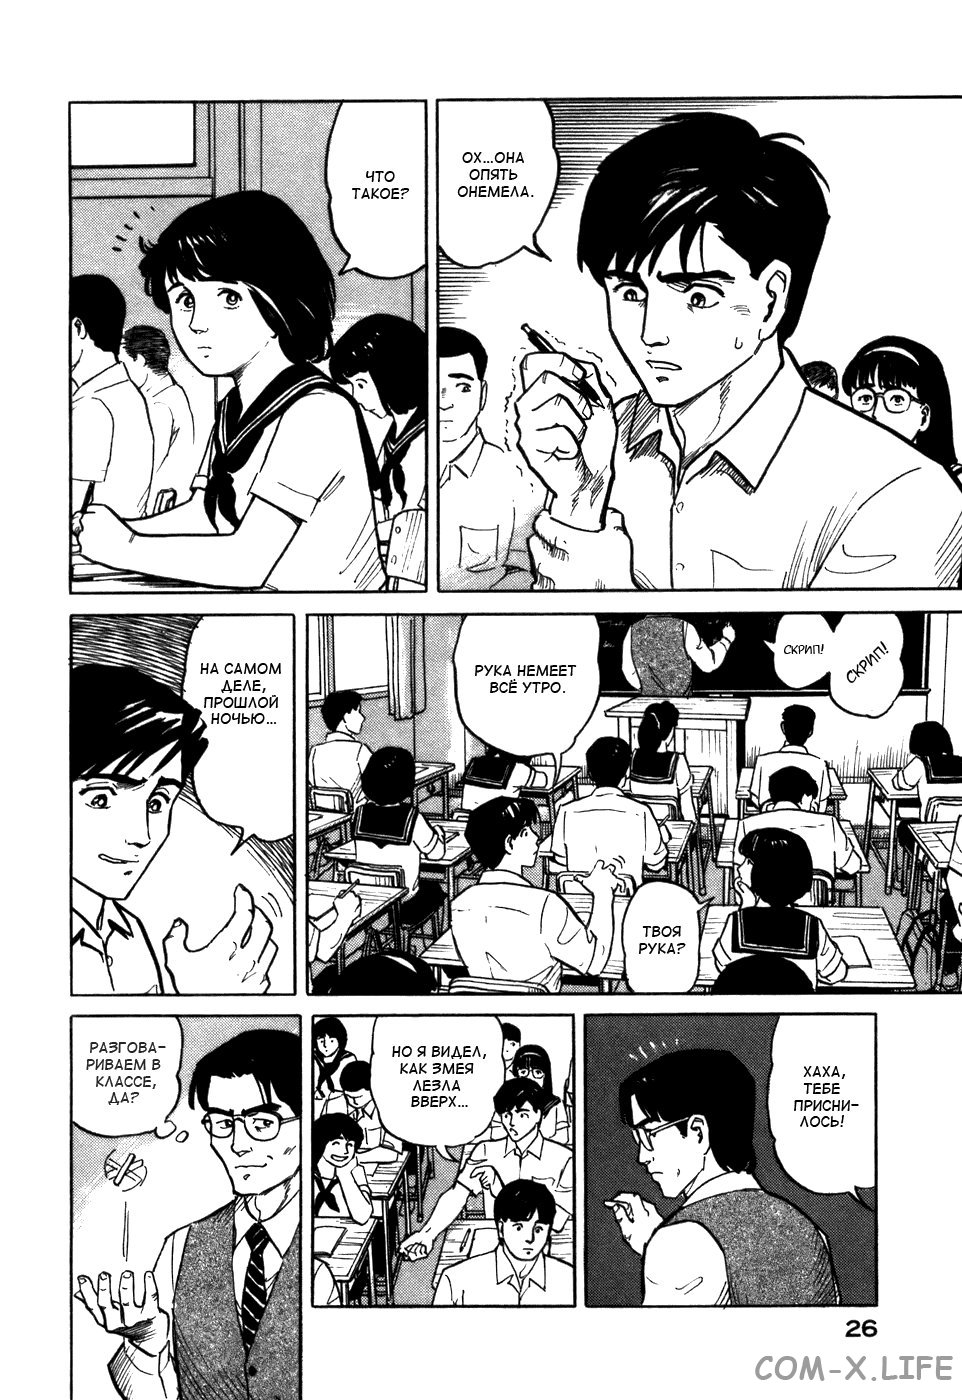 ОХ...ОНА
ОПЯТЬ
ОНЕМЕЛА.
ЧТО
ТАКОЕ?
СКРИП!
СКРИП!
РУКА НЕМЕЕТ
ВСЁ УТРО.
ТВОЯ
РУКА?
НА САМОМ
ДЕЛЕ,
ПРОШЛОЙ
НОЧЬЮ...
ХАХА,
ТЕБЕ
ПРИСНИ-
ЛОСЬ!
НО Я ВИДЕЛ,
КАК ЗМЕЯ
ЛЕЗЛА
ВВЕРХ...
РАЗГОВА-
РИВАЕМ В
КЛАССЕ,
ДА?
26
COM-X.LIFE